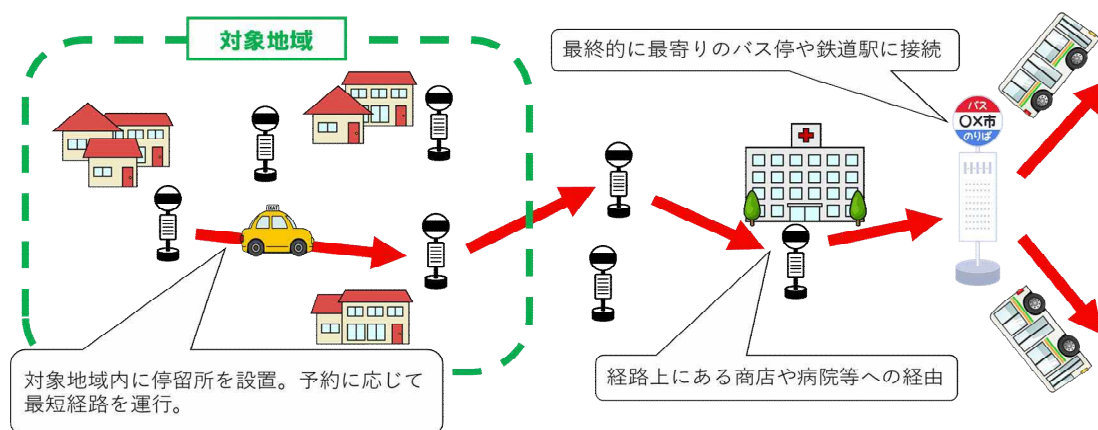 対象地域
最終的に最寄りのバス停や鉄道駅に接続
バス
○×市
のりば
対象地域内に停留所を設置。予約に応じて
最短経路を運行。
経路上にある商店や病院等への経由